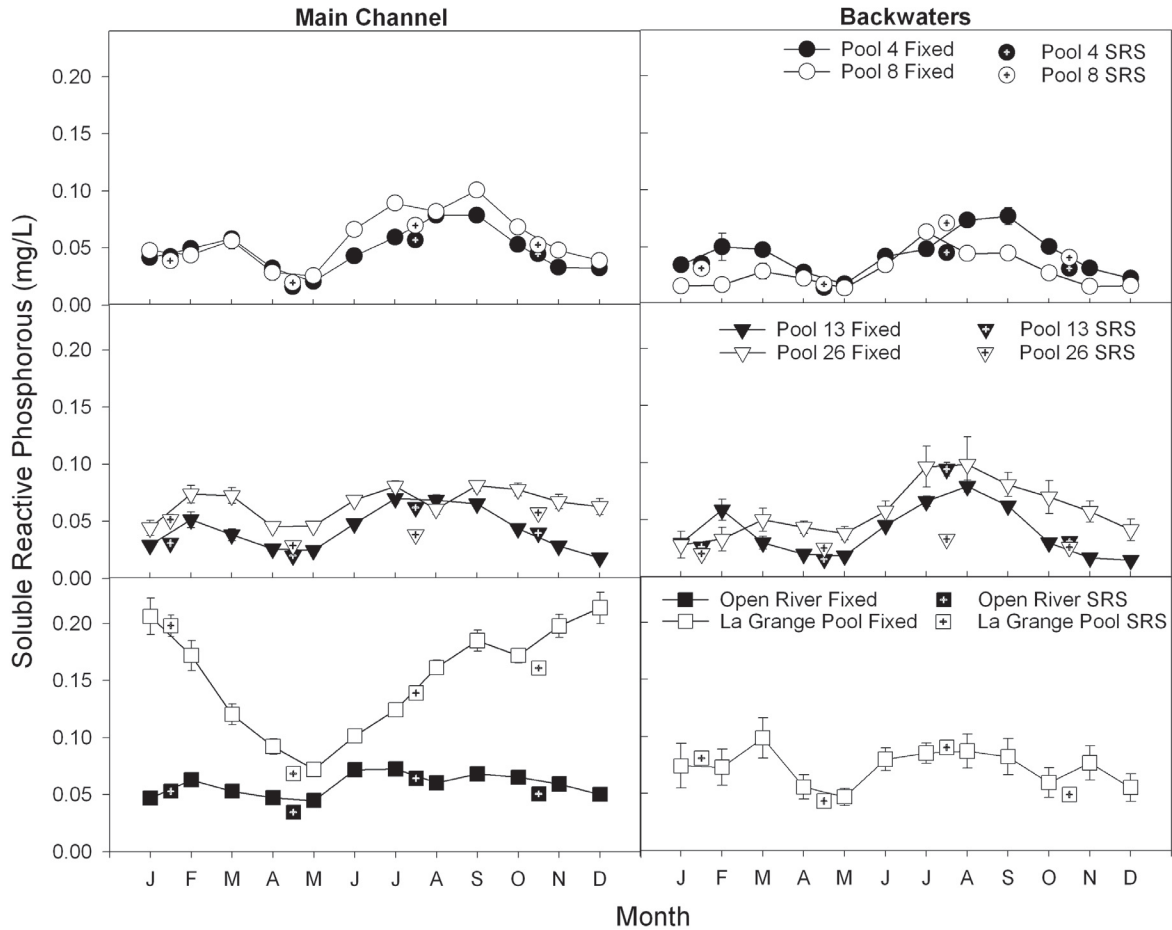 Main Channel
Backwaters
Soluble Reactive Phosphorous (mg/L)
0.20
0.15
0.10
0.05
0.00
Pool 4 Fixed
Pool 8 Fixed
Pool 4 SRS
Pool 8 SRS
0.20
0.15
0.10
0.05
0.00
Pool 13 Fixed
Pool 26 Fixed
Pool 13 SRS
Pool 26 SRS
0.20
0.15
0.10
0.05
0.00
Open River Fixed
La Grange Pool Fixed
Open River SRS
La Grange Pool SRS
J F M A M J J A S O N D
J F M A M J J A S O N D
Month